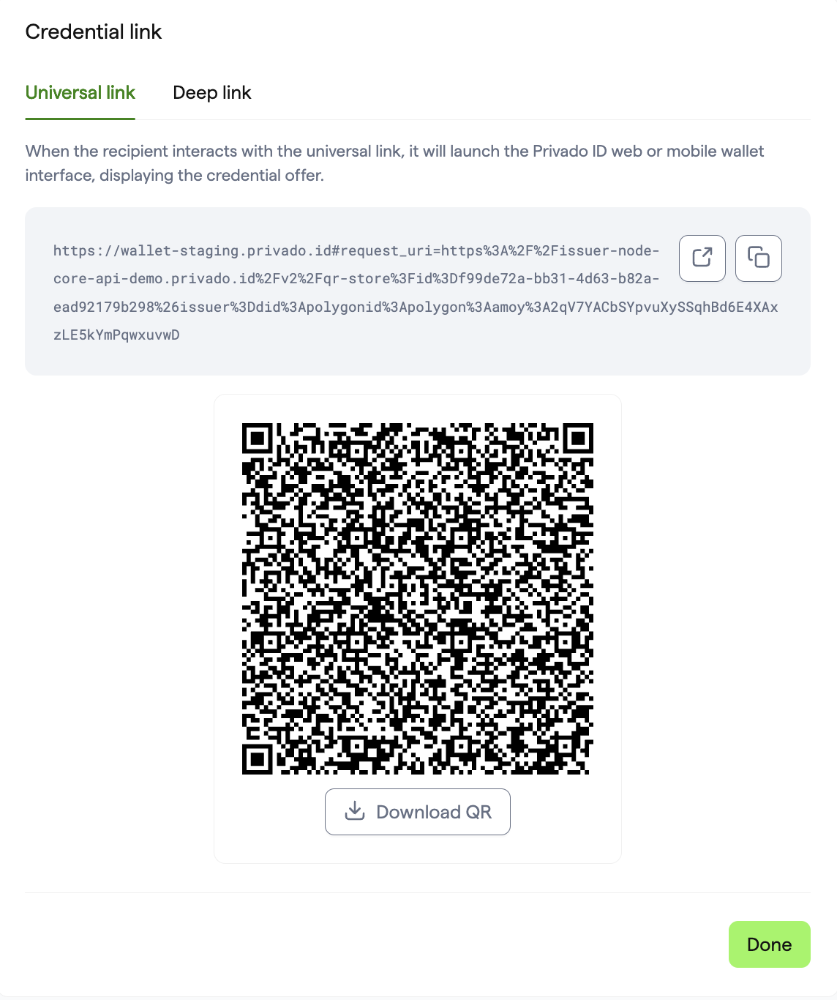 Credential link
Universal link
Deep link
When the recipient interacts with the universal link, it will launch the Privado ID web or mobile wallet
interface, displaying the credential offer.
https://wallet-staging.privado.id#request_uri=https%3A%2F%2Fissuer-node-
core-api-demo.privado.id%2Fv2%2Fqr-store%3Fid%3Df99de72a-bb31-4d63-b82a-
ead92179b298%26issuer%3Ddid%3Apolygonid%3Apolygon%3Aamoy%3A2qV7YACbSYpvuXySSqhBd6E4XAx
zLE5kYmPqwxuvwD
Download QR
Done